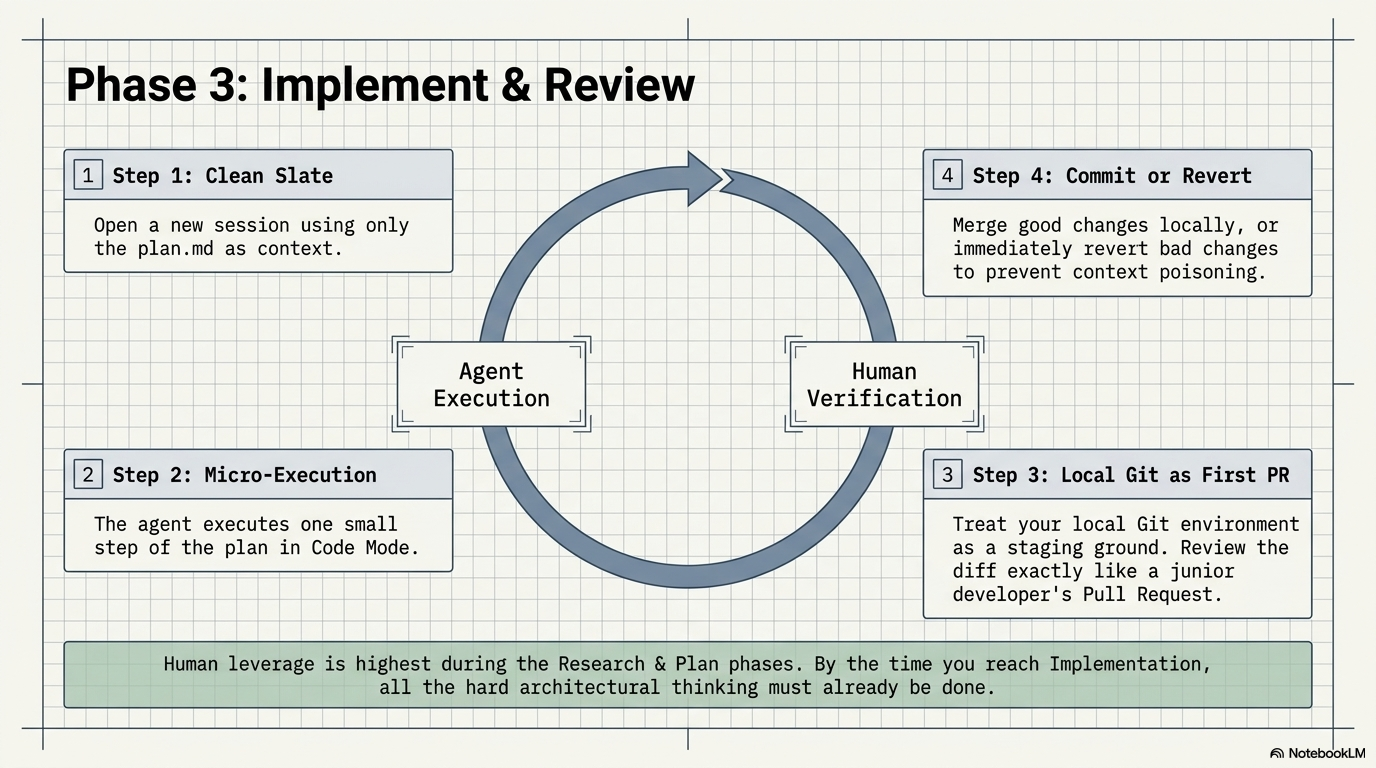 Phase 3: Implement & Review
1 Step 1: Clean Slate
Open a new session using only
the plan.md as context.
2 Step 2: Micro-Execution
The agent executes one small
step of the plan in Code Mode.
Agent
Execution
Human
Verification
4 Step 4: Commit or Revert
Merge good changes locally, or
immediately revert bad changes
to prevent context poisoning.
3 Step 3: Local Git as First PR
Treat your local Git environment
as a staging ground. Review the
diff exactly like a junior
developer's Pull Request.
Human leverage is highest during the Research & Plan phases. By the time you reach Implementation,
all the hard architectural thinking must already be done.
NotebookLM